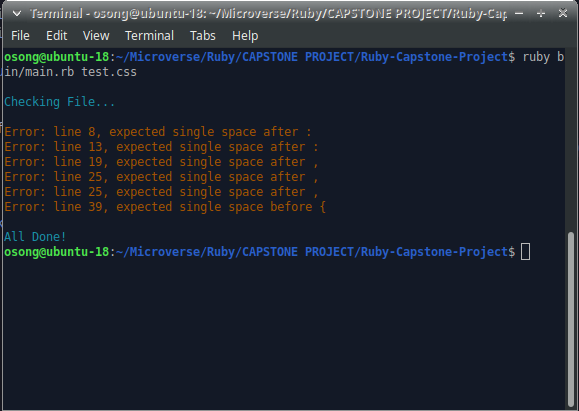 Terminal - osong@ubuntu-18: ~/Microverse/Ruby/CAPSTONE PROJECT/Ruby-Cap
File Edit View Terminal Tabs Help
osong@ubuntu-18:~/Microverse/Ruby/CAPSTONE PROJECT/Ruby-Capstone-Project$ ruby b
in/main.rb test.css
Checking File...
Error: line 8, expected single space after :
Error: line 13, expected single space after :
Error: line 19, expected single space after ,
Error: line 25, expected single space after ,
Error: line 25, expected single space after ,
Error: line 39, expected single space before {
All Done!
osong@ubuntu-18:~/Microverse/Ruby/CAPSTONE PROJECT/Ruby-Capstone-Project$